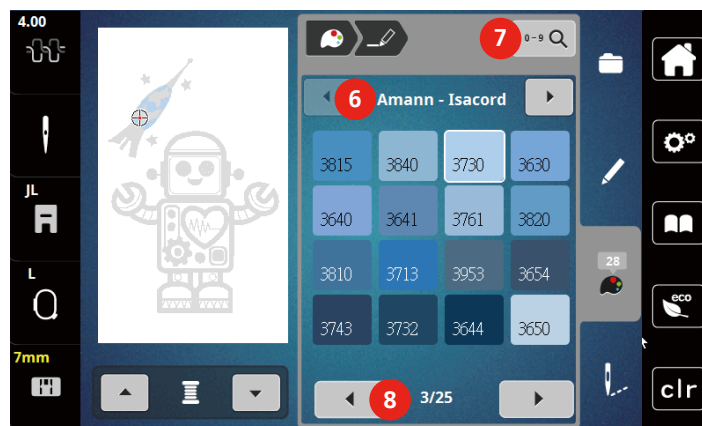 4.00
7
0-9
6
Amann - Isacord
3815 3840 3730 3630
JL
3640 3641 3761 3820
28
3810 3713 3953 3654
L
eco
3743 3732 3644 3650
7mm
8
3/25
clr